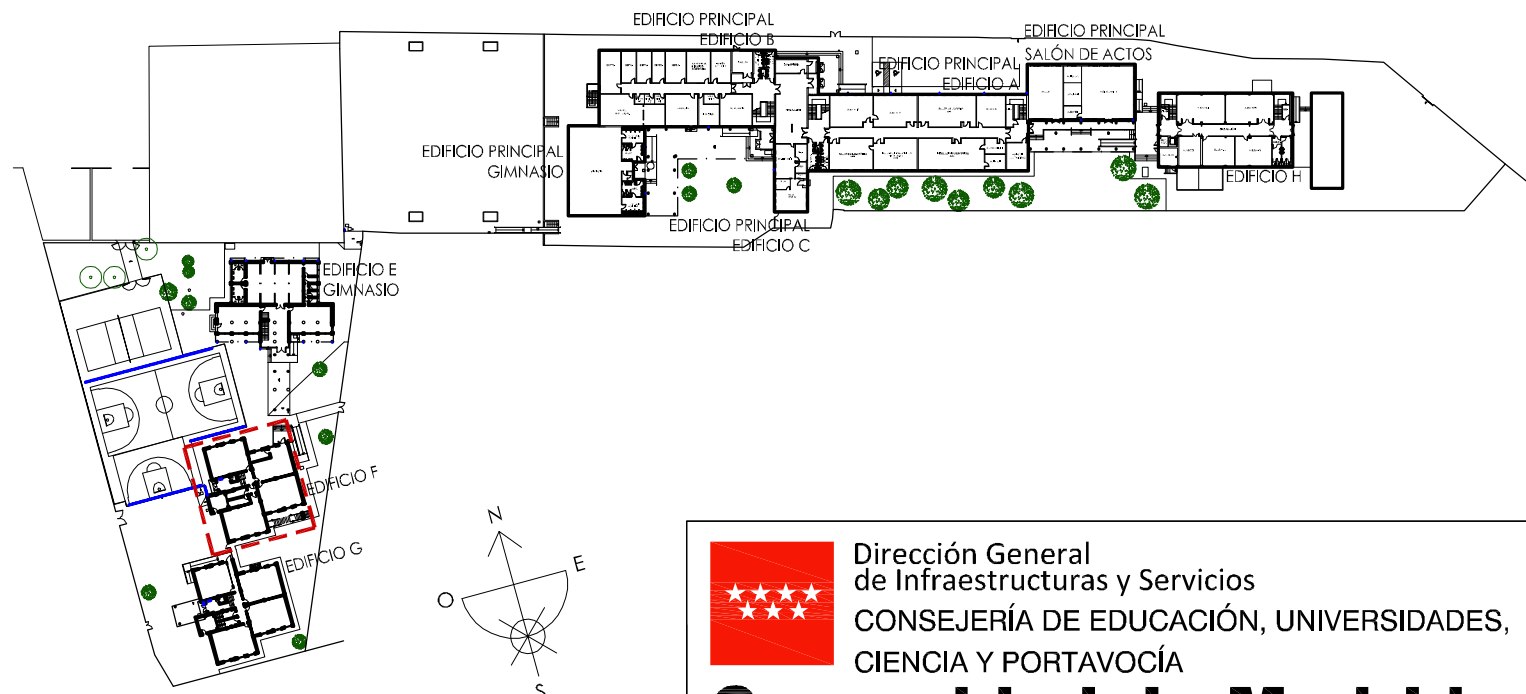 EDIFICIO PRINCIPAL
EDIFICIO B
EDIFICIO PRINCIPAL
SALÓN DE ACTOS
EDIFICIO PRINCIPAL
EDIFICIO A
EDIFICIO PRINCIPAL
GIMNASIO
EDIFICIO H
EDIFICIO PRINCIPAL
EDIFICIO C
EDIFICIO E
GIMNASIO
EDIFICIO F
EDIFICIO G
N
E
O
S
Dirección General
de Infraestructuras y Servicios
CONSEJERÍA DE EDUCACIÓN, UNIVERSIDADES,
CIENCIA Y PORTAVOCÍA